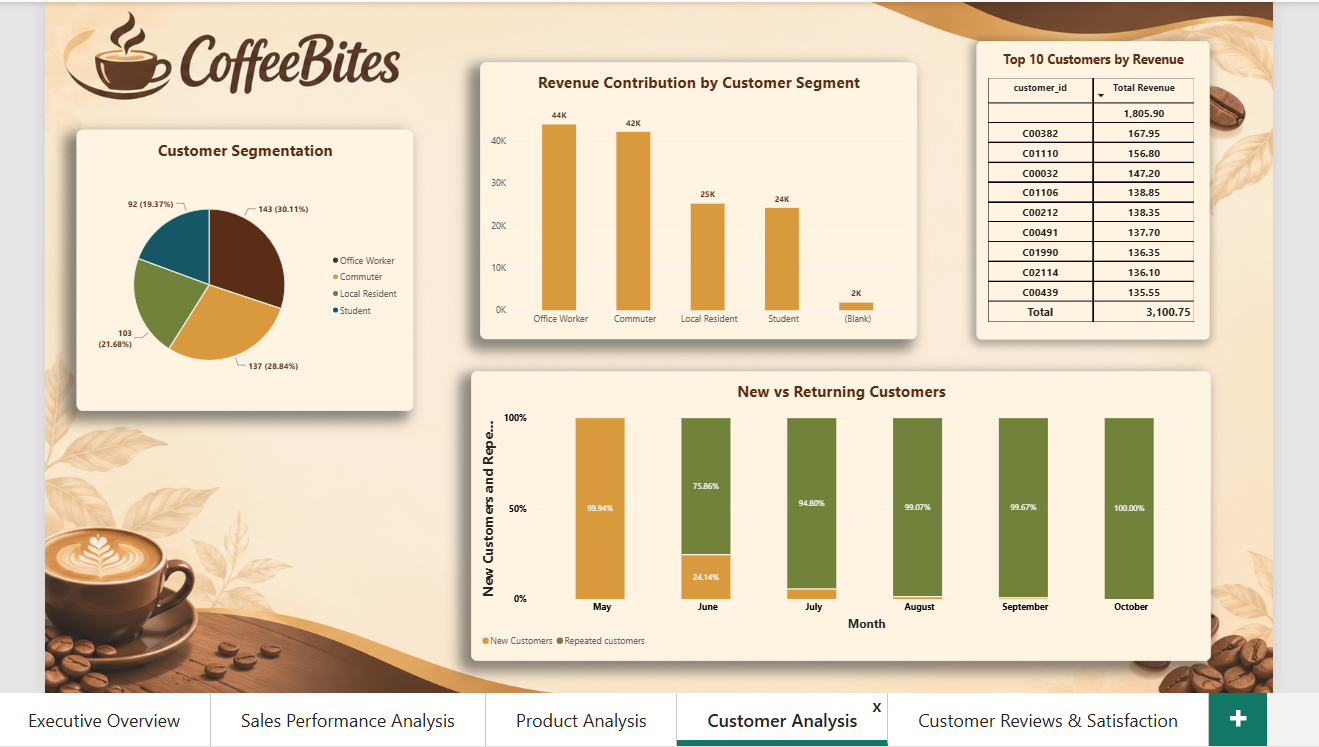 CoffeeBites
Customer Segmentation
92 (19.37%)
143 (30.11%)
103
(21.68%)
137 (28.84%)
Office Worker
Commuter
Local Resident
Student
Revenue Contribution by Customer Segment
40K
30K
20K
10K
0K
44K
42K
25K
24K
2K
Office Worker
Commuter
Local Resident
Student
(Blank)
Top 10 Customers by Revenue
customer_id Total Revenue
1,805.90
C00382 167.95
C01110 156.80
C00032 147.20
C01106 138.85
C00212 138.35
C00491 137.70
C01990 136.35
C02114 136.10
C00439 135.55
Total 3,100.75
New vs Returning Customers
New Customers and Repe...
100%
50%
0%
99.94%
75.86%
24.14%
94.80%
99.07%
99.67%
100.00%
May
June
July
August
September
October
Month
New Customers
Repeated customers
Executive Overview
Sales Performance Analysis
Product Analysis
Customer Analysis
X
Customer Reviews & Satisfaction
+